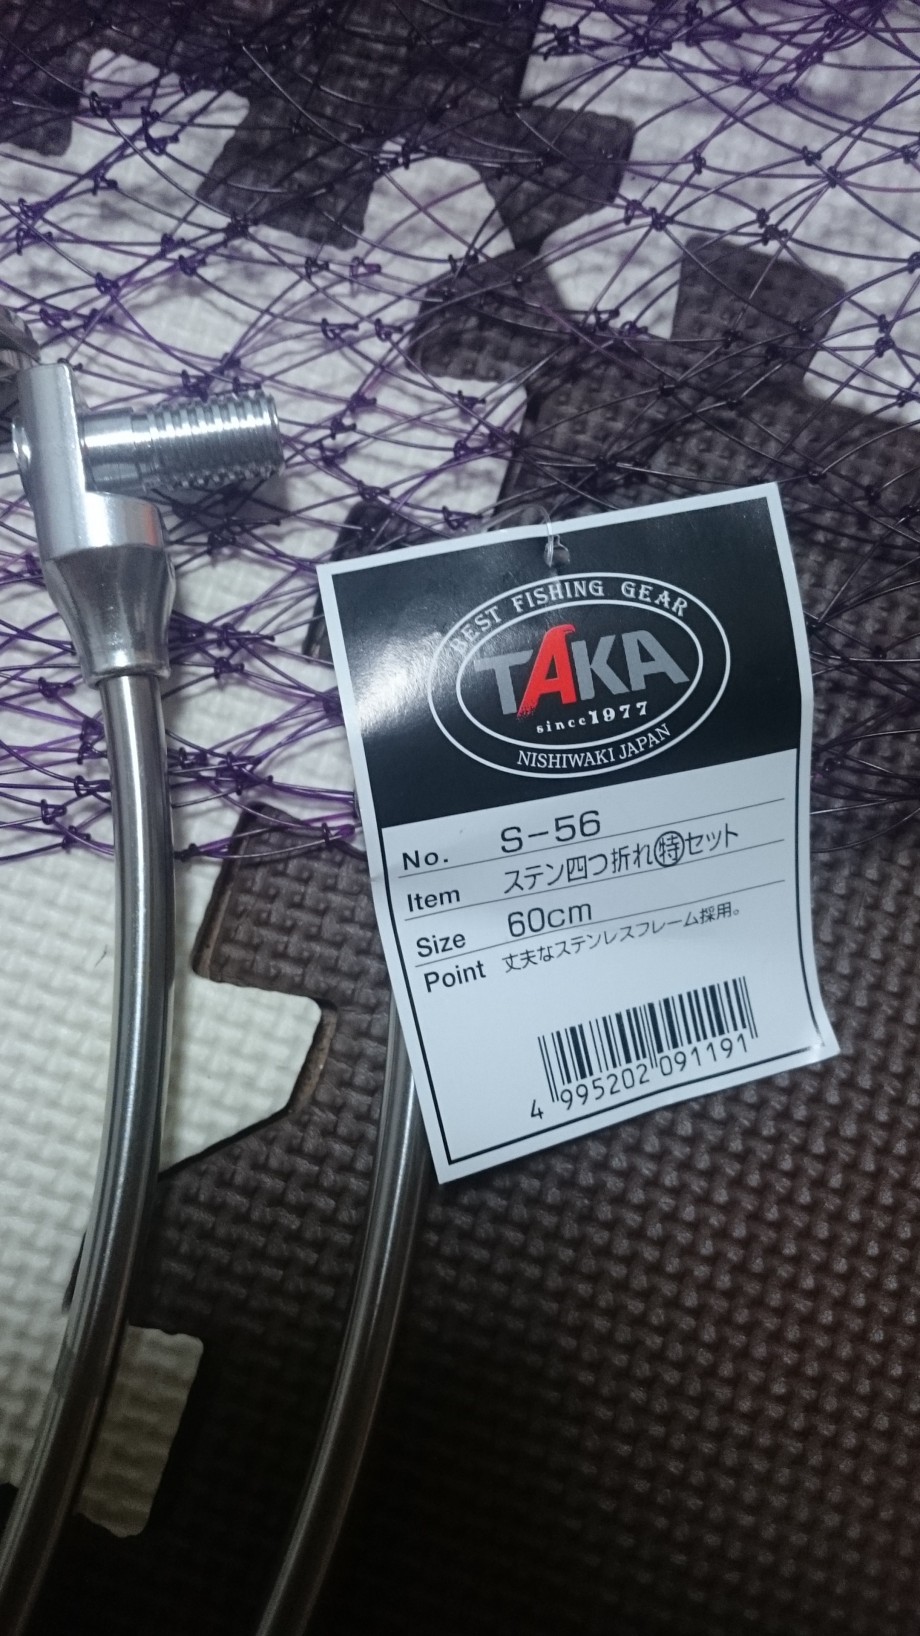 BEST FISHING GEAR
TAKA
since1977
NISHIWAKI JAPAN
No. S-56
Item ステン四つ折れ㊕セット
Size 60cm
Point 丈夫なステンレスフレーム採用。
4 995202 091191